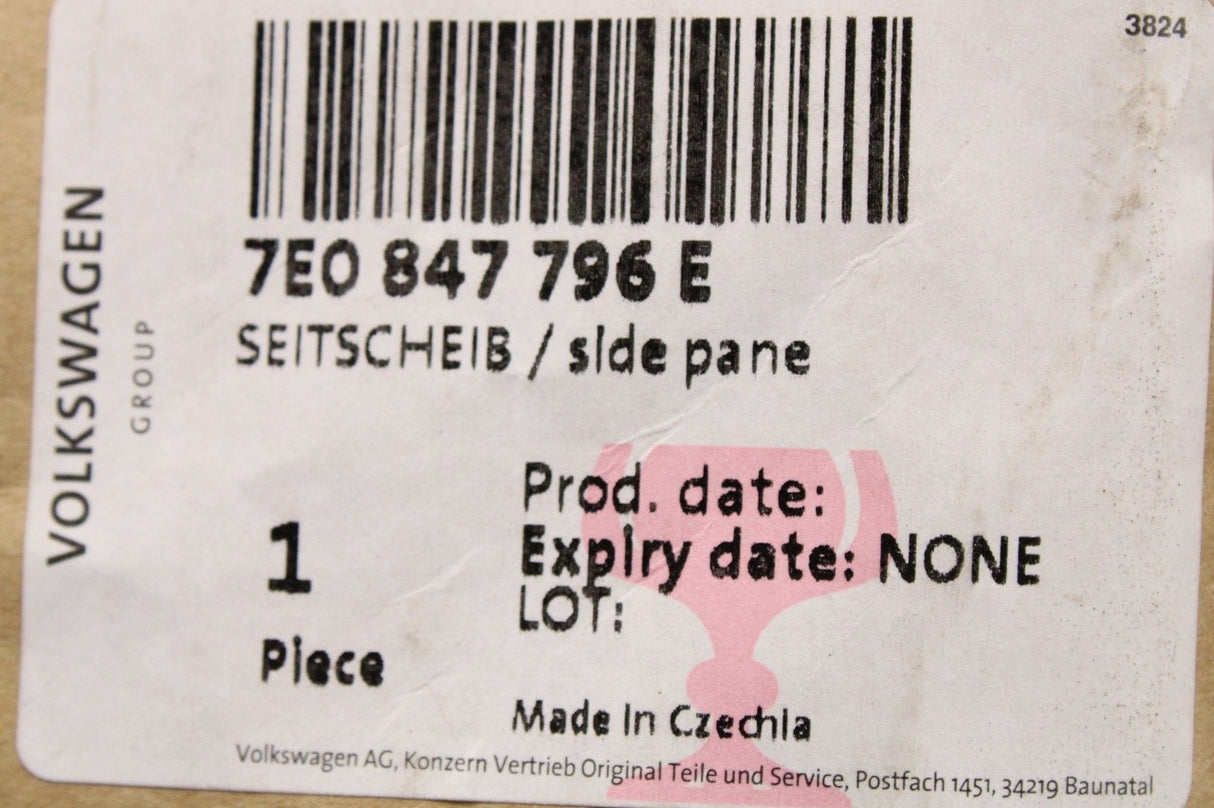 3824
VOLKSWAGEN
GROUP
7E0 847 796 E
SEITSCHEIB / side pane
Prod. date:
Expiry date: NONE
LOT:
1
Piece
Made in Czechia
Volkswagen AG, Konzern Vertrieb Original Teile und Service, Postfach 1451, 34219 Baunatal